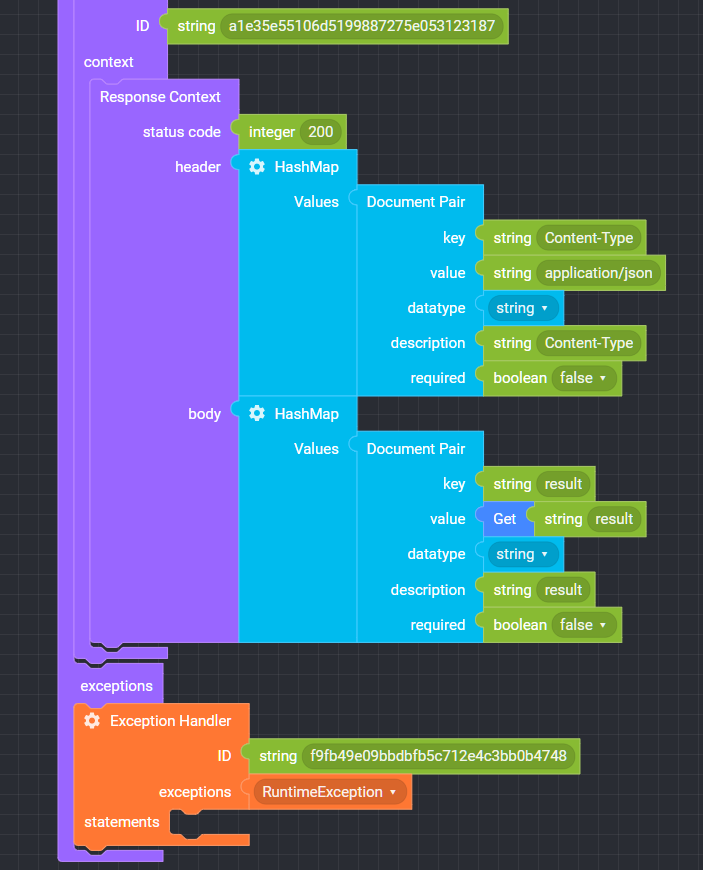 ID string a1e35e55106d5199887275e053123187
context
Response Context
status code integer 200
header HashMap
Values Document Pair
key string Content-Type
value string application/json
datatype string
description string Content-Type
required boolean false
body HashMap
Values Document Pair
key string result
value Get string result
datatype string
description string result
required boolean false
exceptions
Exception Handler
ID string f9fb49e09bbdbfb5c712e4c3bb0b4748
exceptions RuntimeException
statements